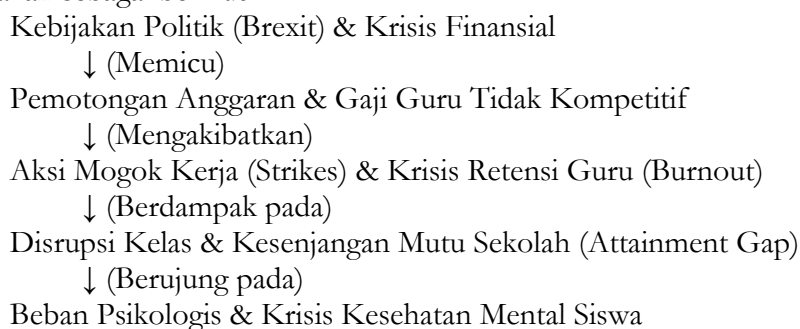 Kebijakan Politik (Brexit) & Krisis Finansial
↓ (Memicu)
Pemotongan Anggaran & Gaji Guru Tidak Kompetitif
↓ (Mengakibatkan)
Aksi Mogok Kerja (Strikes) & Krisis Retensi Guru (Burnout)
↓ (Berdampak pada)
Disrupsi Kelas & Kesenjangan Mutu Sekolah (Attainment Gap)
↓ (Berujung pada)
Beban Psikologis & Krisis Kesehatan Mental Siswa